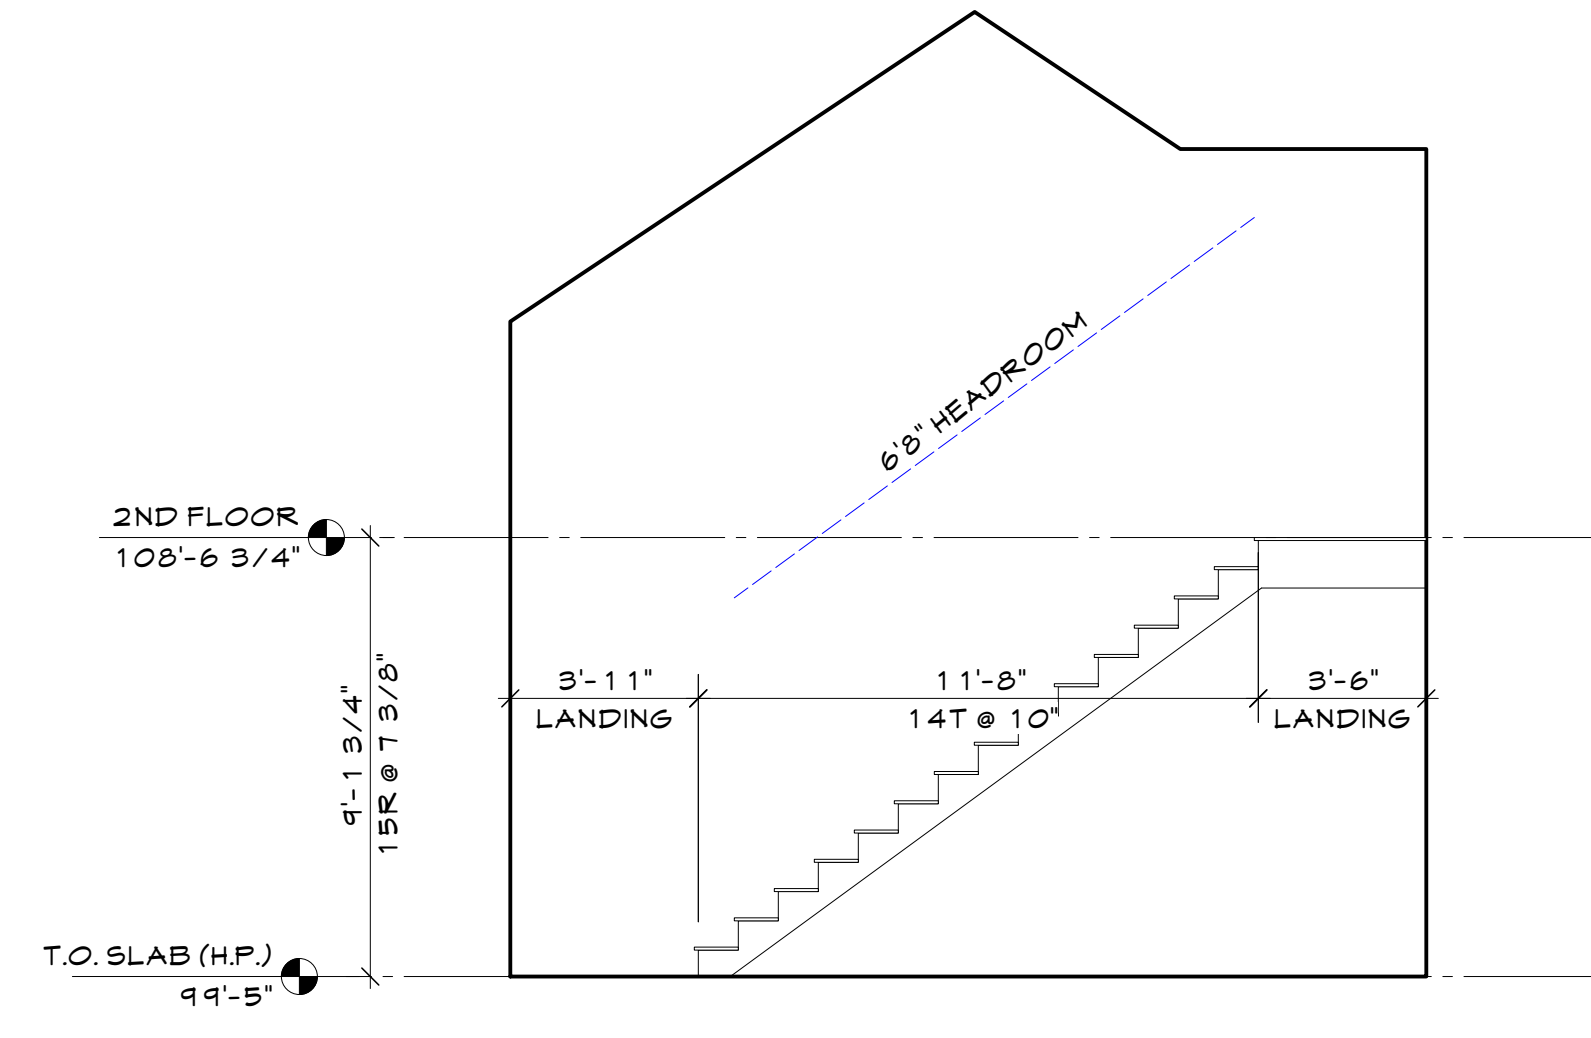 6'8" HEADROOM
2ND FLOOR
108'-6 3/4"
9'-1 3/4"
15R @ 7 3/8"
3'-11"
LANDING
11'-8"
14T @ 10"
3'-6"
LANDING
T.O. SLAB (H.P.)
99'-5"